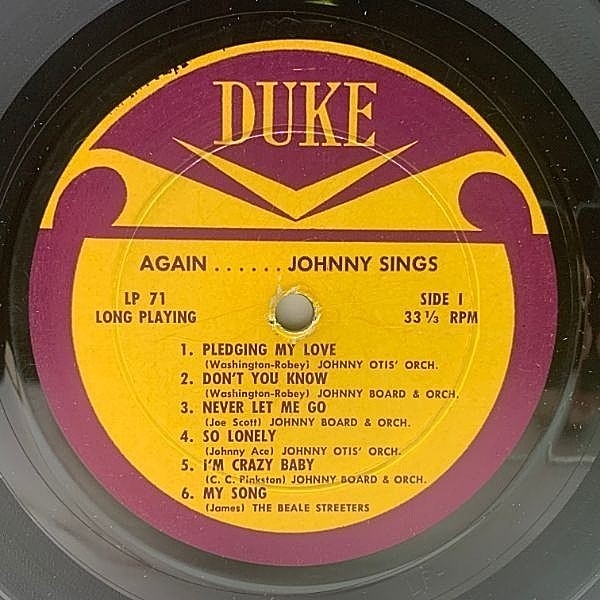 DUKE
AGAIN ...... JOHNNY SINGS
LP 71 SIDE 1
LONG PLAYING 33 ⅓ RPM
1. PLEDGING MY LOVE
(Washington-Robey) JOHNNY OTIS' ORCH.
2. DON'T YOU KNOW
(Washington-Robey) JOHNNY BOARD & ORCH.
3. NEVER LET ME GO
(Joe Scott) JOHNNY BOARD & ORCH.
4. SO LONELY
(Johnny Ace) JOHNNY OTIS' ORCH.
5. I'M CRAZY BABY
(C. C. Pinkston) JOHNNY BOARD & ORCH.
6. MY SONG
(James) THE BEALE STREETERS